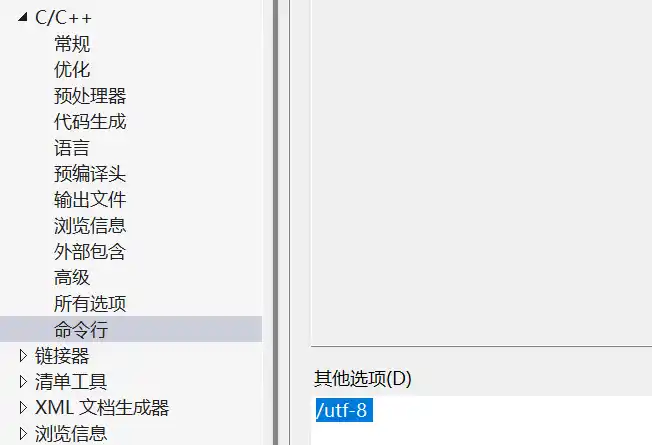 C/C++
常规
优化
预处理器
代码生成
语言
预编译头
输出文件
浏览信息
外部包含
高级
所有选项
命令行
链接器
清单工具
XML 文档生成器
浏览信息
其他选项(D)
/utf-8